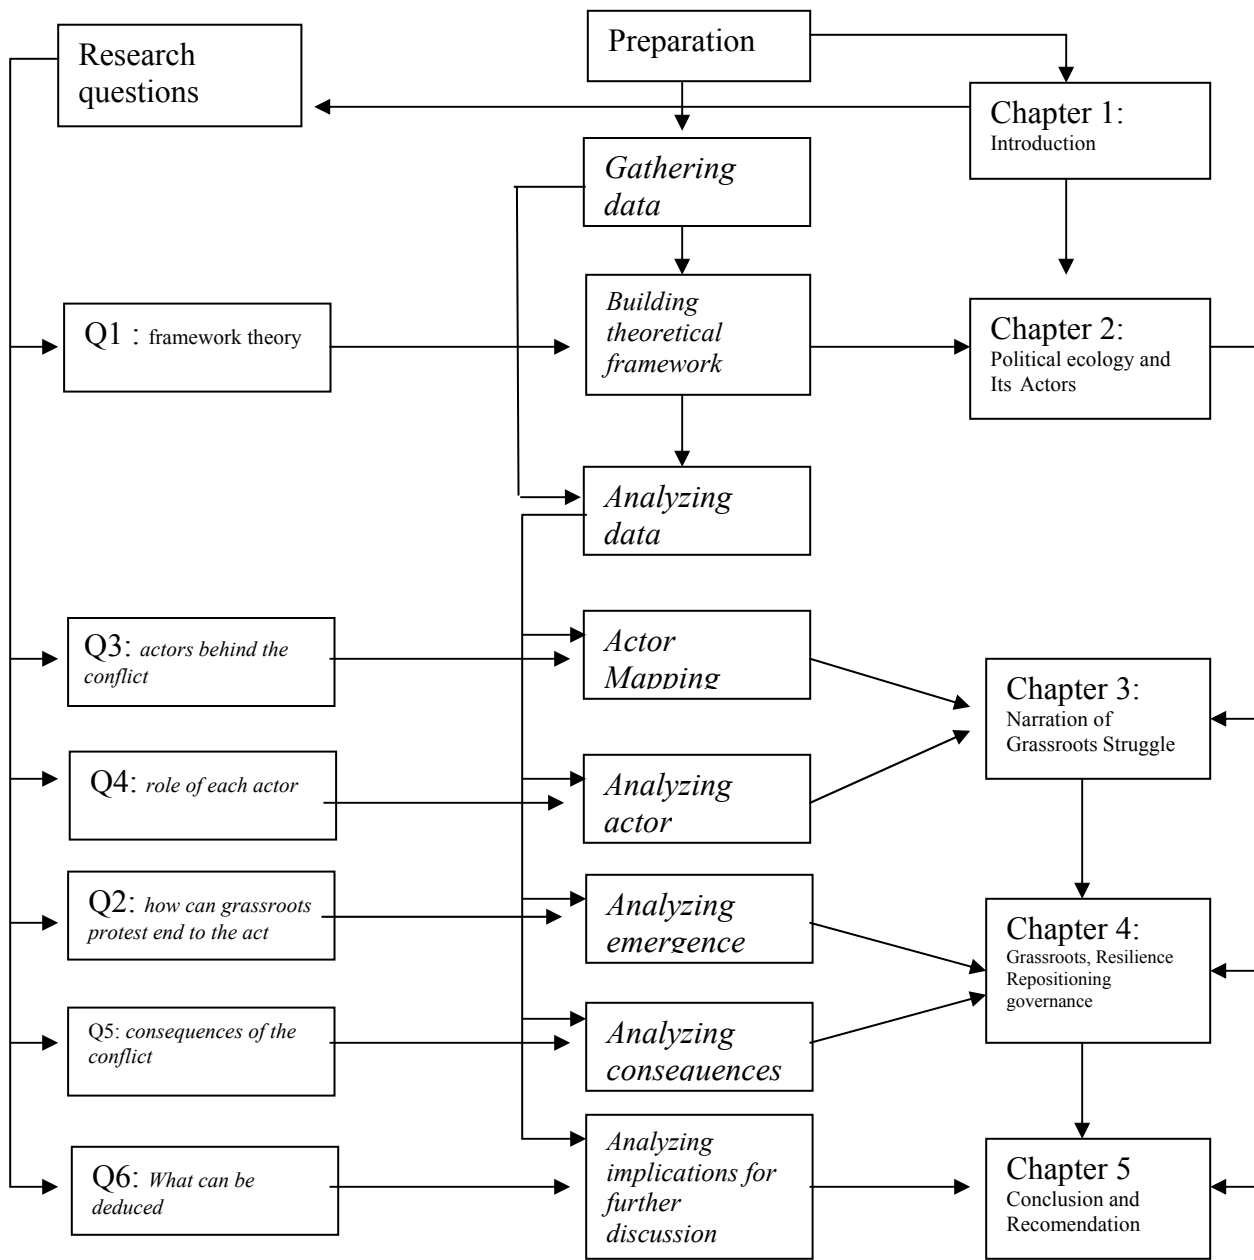 Research
questions
Preparation
Chapter 1:
Introduction
Gathering
data
Q1 : framework theory
Building
theoretical
framework
Chapter 2:
Political ecology and
Its Actors
Analyzing
data
Q3: actors behind the
conflict
Actor
Mapping
Chapter 3:
Narration of
Grassroots Struggle
Q4: role of each actor
Analyzing
actor
Q2: how can grassroots
protest end to the act
Analyzing
emergence
Chapter 4:
Grassroots, Resilience
Repositioning
governance
Q5: consequences of the
conflict
Analyzing
consequences
Q6: What can be
deduced
Analyzing
implications for
further
discussion
Chapter 5
Conclusion and
Recomendation